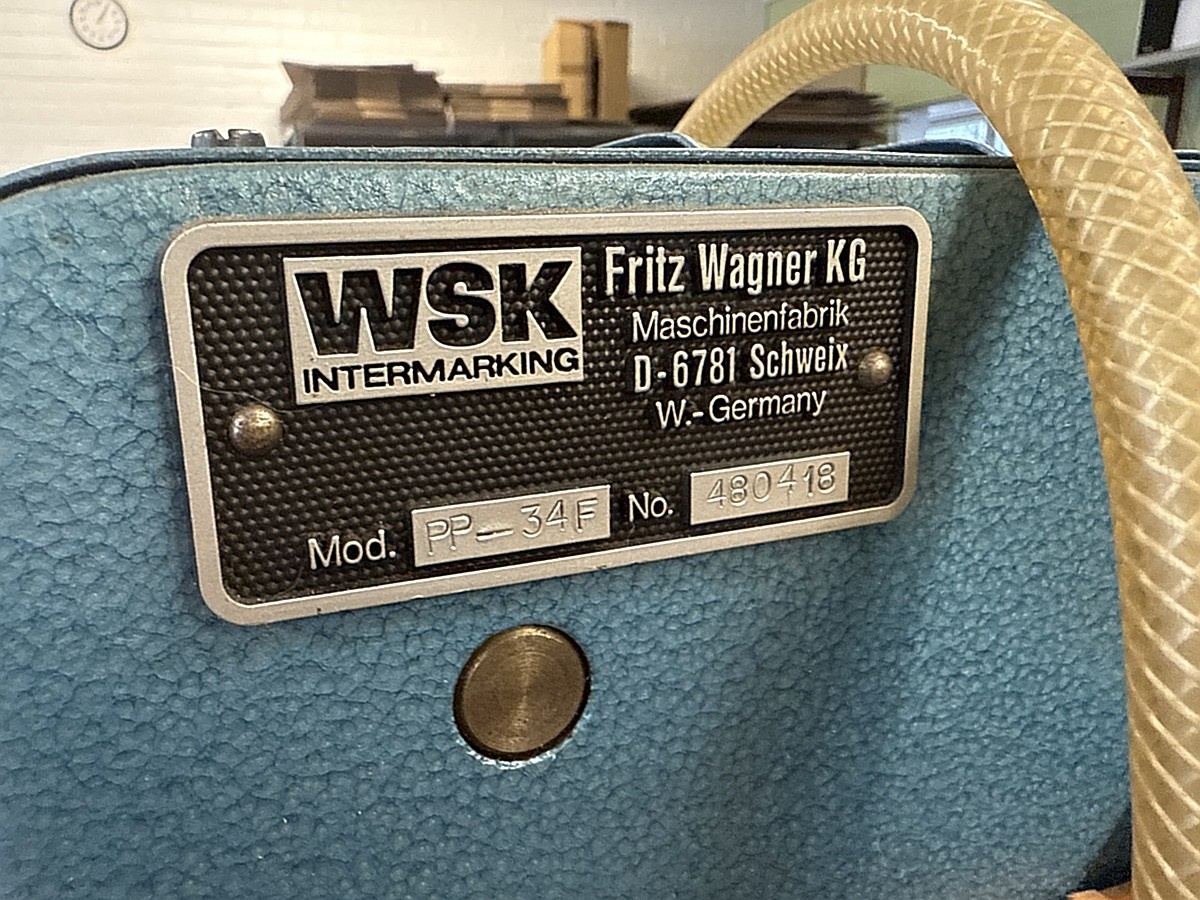 WSK
INTERMARKING
Fritz Wagner KG
Maschinenfabrik
D-6781 Schweix
W.-Germany
Mod. PP-34F No. 480418